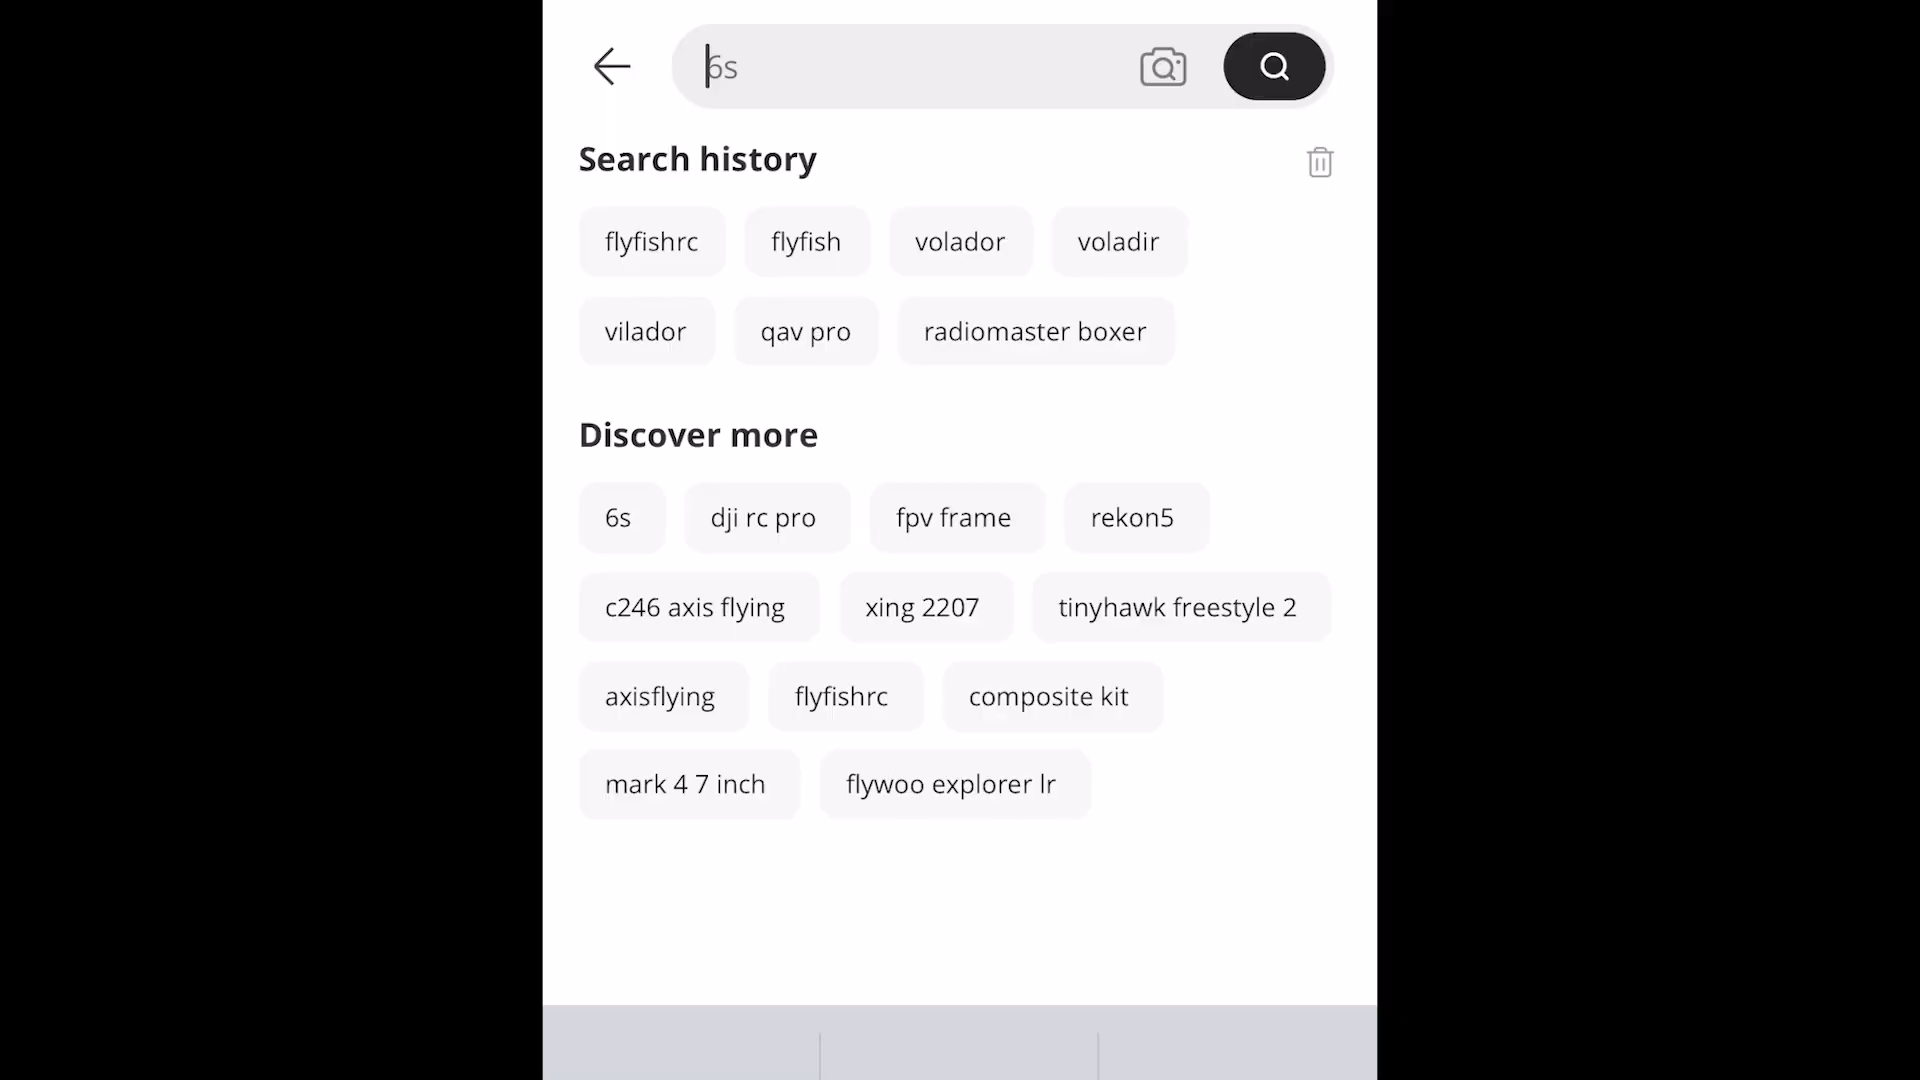 6s
Search history
flyfishrc flyfish volador voladir
vilador qav pro radiomaster boxer
Discover more
6s dji rc pro fpv frame rekon5
c246 axis flying xing 2207 tinyhawk freestyle 2
axisflying flyfishrc composite kit
mark 4 7 inch flywoo explorer lr